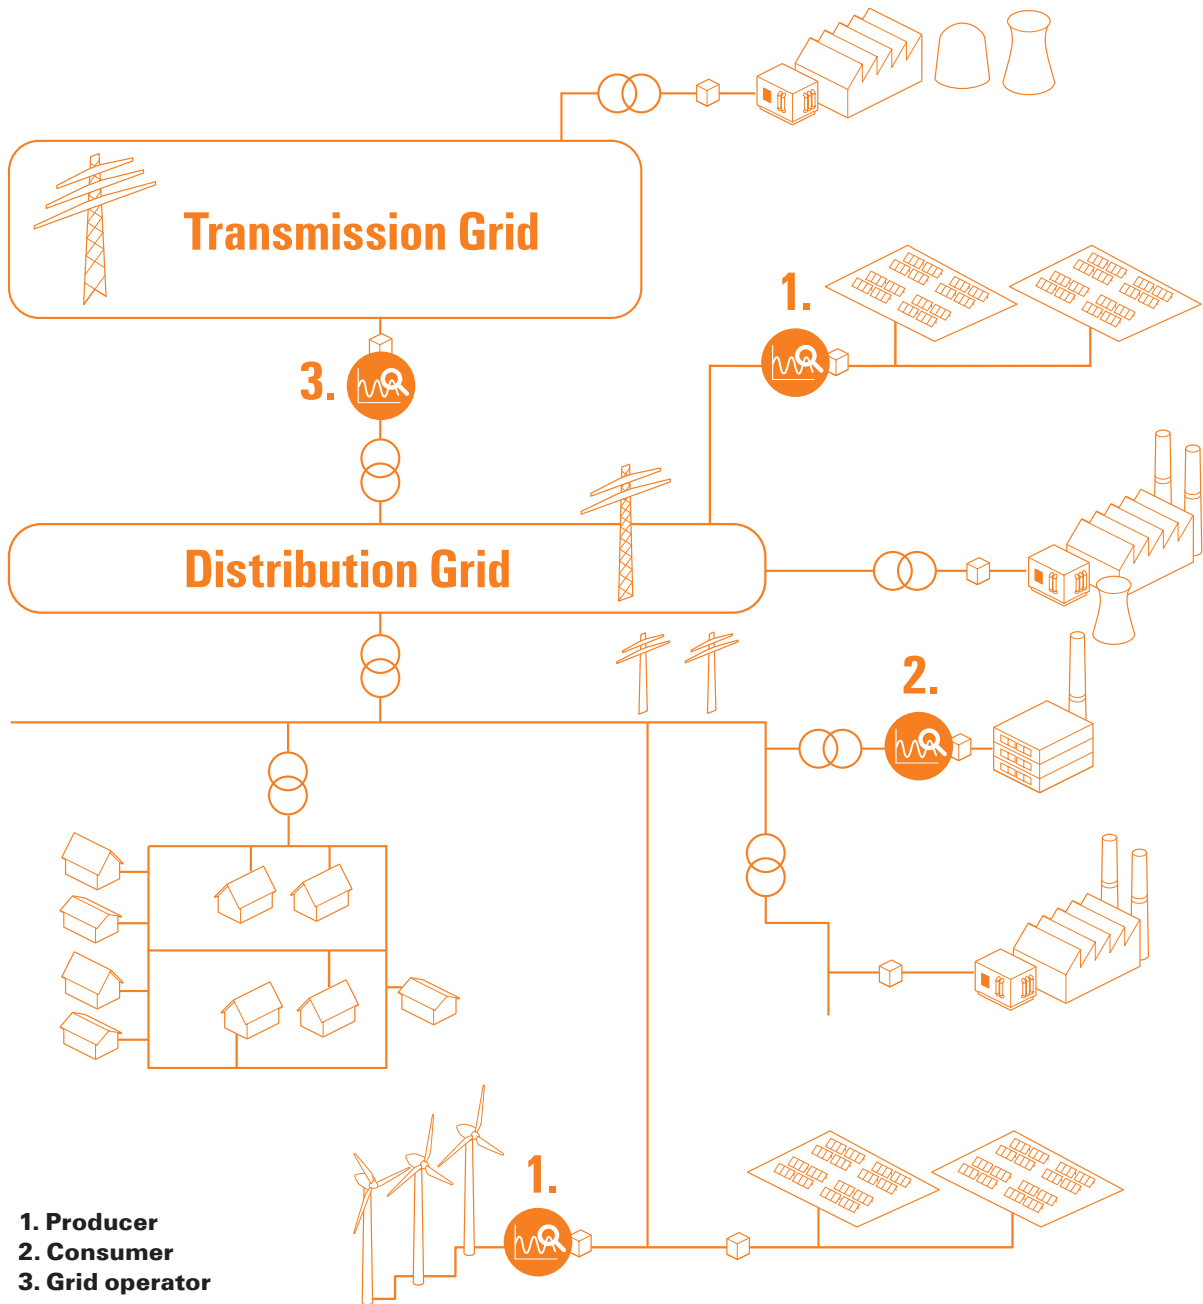 Transmission Grid
1.
3.
Distribution Grid
2.
1.
1. Producer
2. Consumer
3. Grid operator